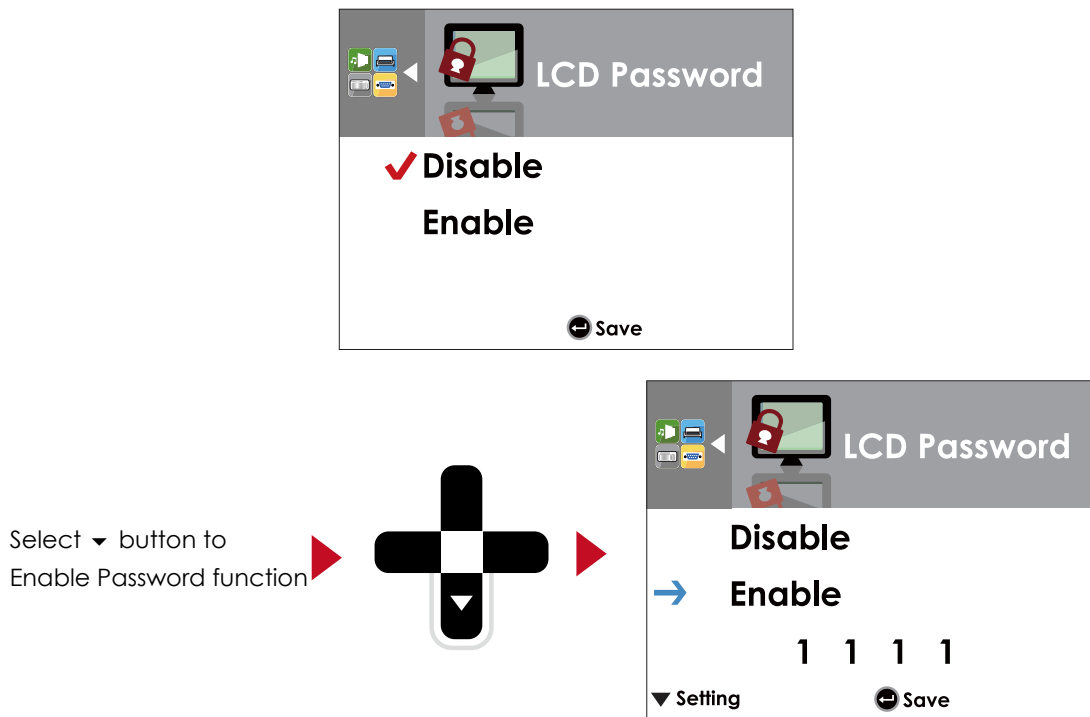 LCD Password
Disable
Enable
Save
Select ▾ button to
Enable Password function
LCD Password
Disable
Enable
1 1 1 1
▼ Setting
Save